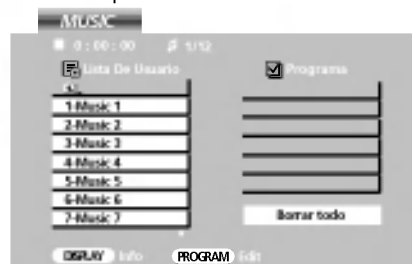 MUSIC
0:00:00 1/12
Lista De Usuario
1-Music 1
2-Music 2
3-Music 3
4-Music 4
5-Music 5
6-Music 6
7-Music 7
Programa
Borrar todo
DISPLAY Info PROGRAM Edit